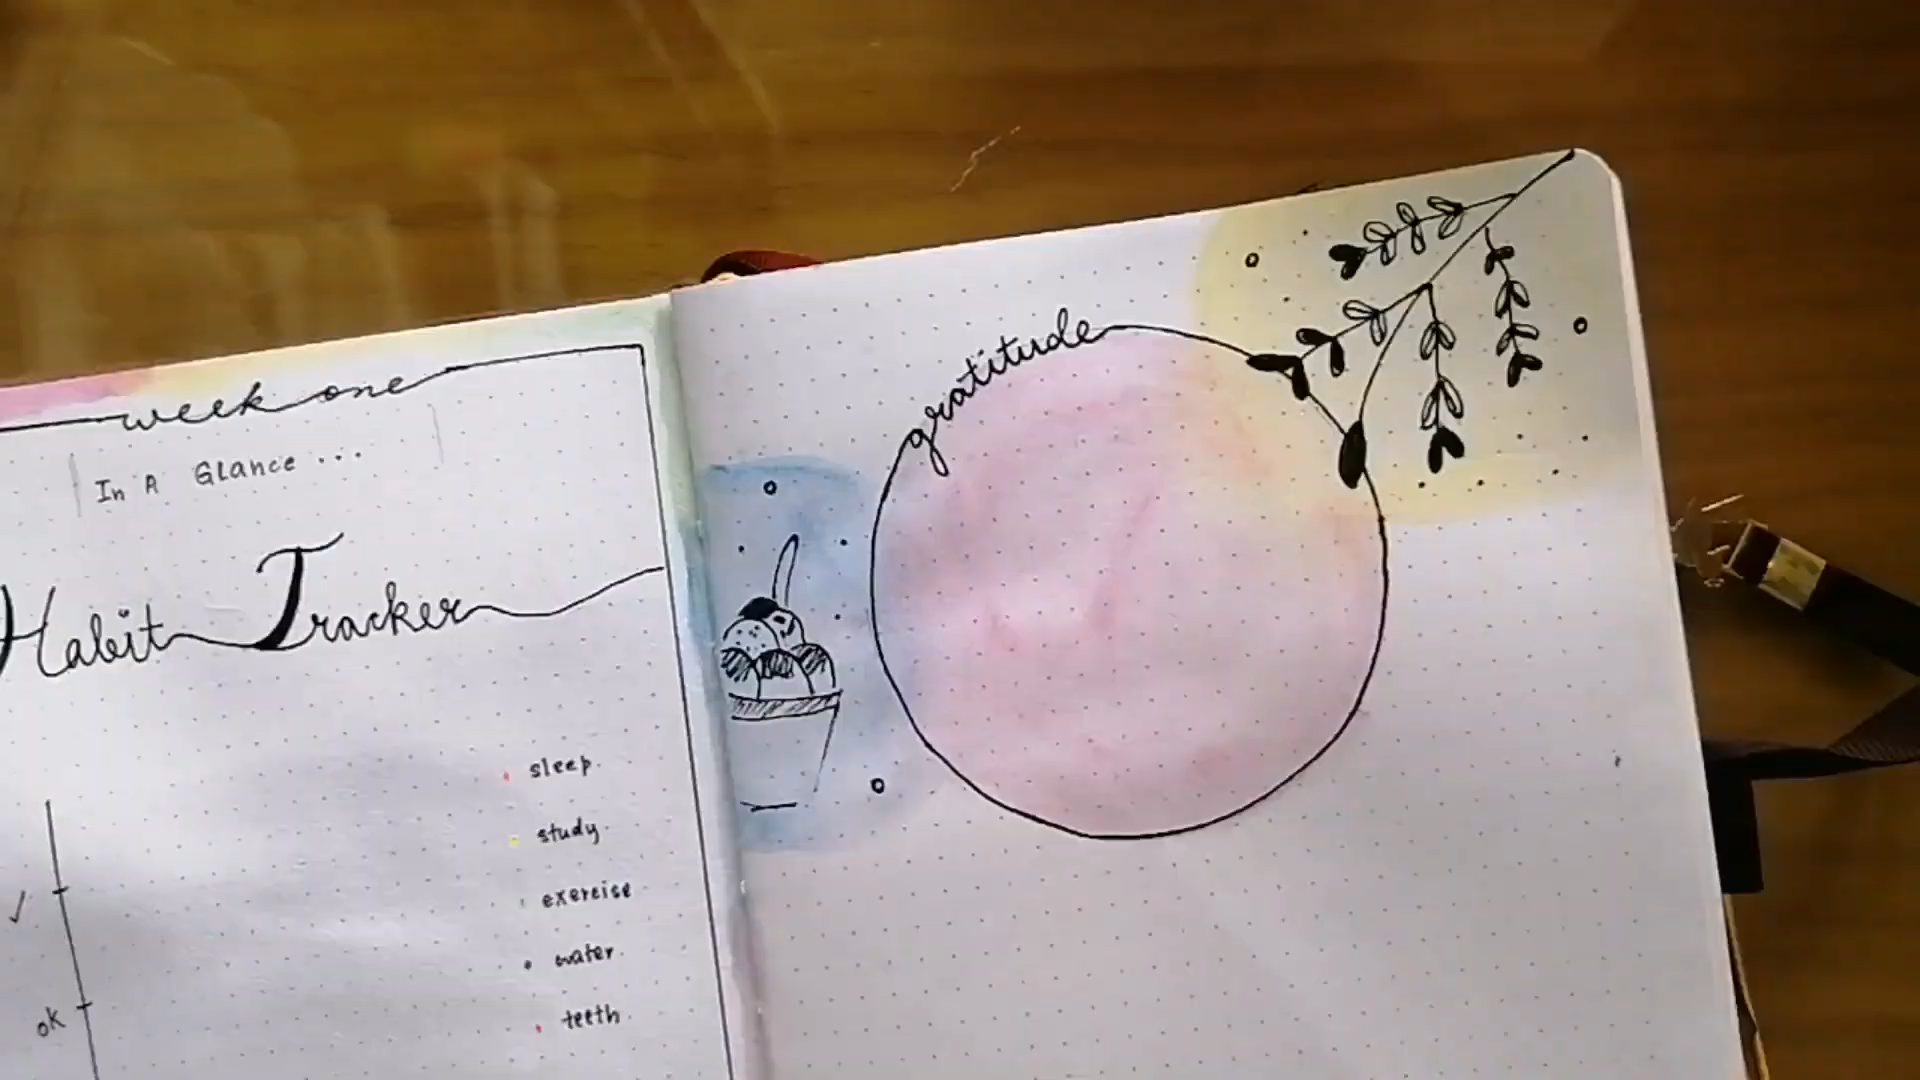 week one
In A Glance ...
Habit Tracker
sleep
study
exercise
water
teeth
✓
ok
gratitude